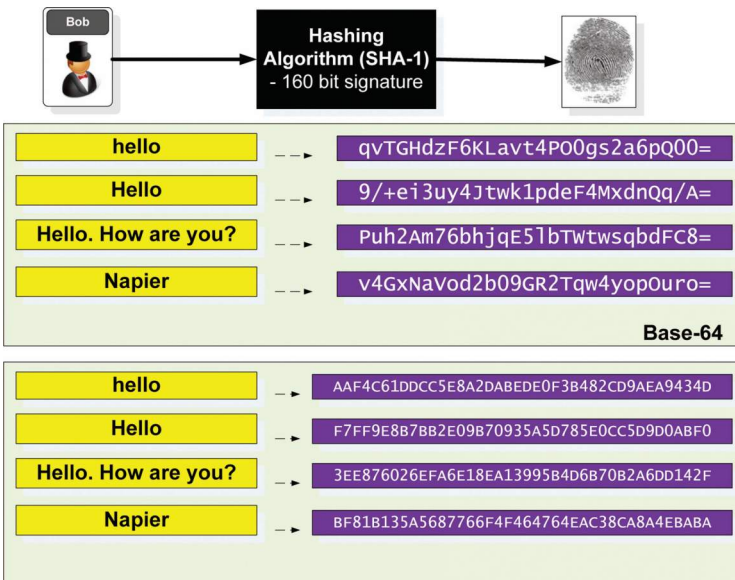 Bob
Hashing
Algorithm (SHA-1)
- 160 bit signature
hello
qvTGHdzF6KLavt4PO0gs2a6pQ00=
Hello
9/+ei3uy4Jtwk1pdeF4MxdnQq/A=
Hello. How are you?
Puh2Am76bhjqE5lbTWtwsqbdFC8=
Napier
v4GxNaVod2b09GR2Tqw4yopOuro=
Base-64
hello
AAF4C61DDCC5E8A2DABEDE0F3B482CD9AEA9434D
Hello
F7FF9E8B7BB2E09B70935A5D785E0CC5D9D0ABF0
Hello. How are you?
3EE876026EFA6E18EA13995B4D6B70B2A6DD142F
Napier
BF81B135A5687766F4F464764EAC38CA8A4EBABA